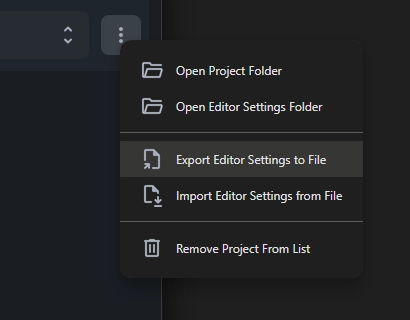 Open Project Folder
Open Editor Settings Folder
Export Editor Settings to File
Import Editor Settings from File
Remove Project From List